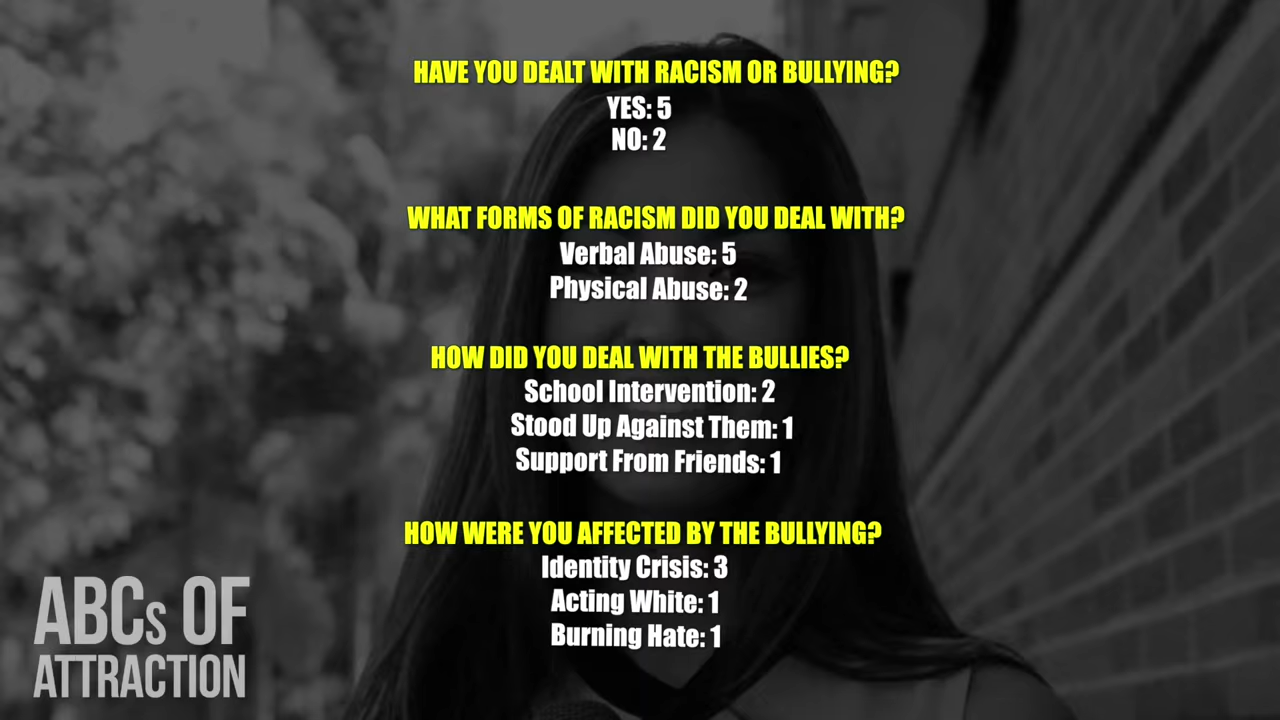 HAVE YOU DEALT WITH RACISM OR BULLYING?
YES: 5
NO: 2
WHAT FORMS OF RACISM DID YOU DEAL WITH?
Verbal Abuse: 5
Physical Abuse: 2
HOW DID YOU DEAL WITH THE BULLIES?
School Intervention: 2
Stood Up Against Them: 1
Support From Friends: 1
HOW WERE YOU AFFECTED BY THE BULLYING?
Identity Crisis: 3
Acting White: 1
Burning Hate: 1
ABCs OF
ATTRACTION